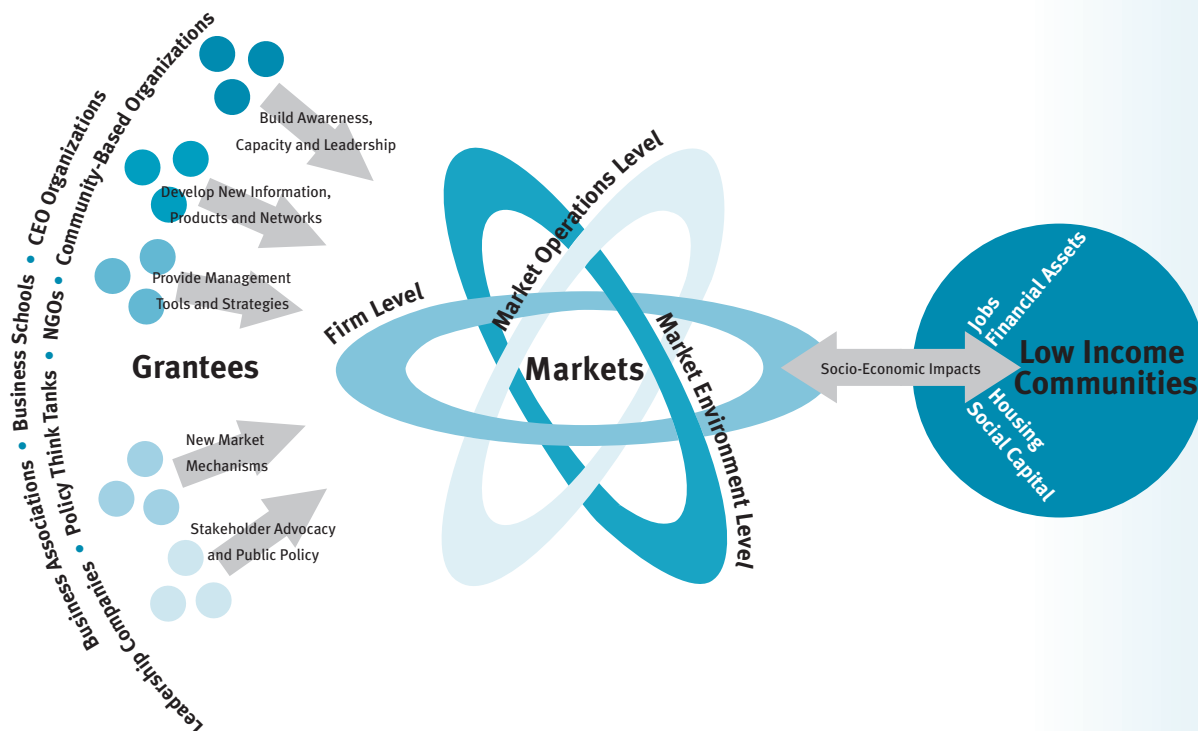 Business Associations • Business Schools • CEO Organizations
Leadership Companies • Policy Think Tanks • NGOs • Community-Based Organizations
Build Awareness,
Capacity and Leadership
Develop New Information,
Products and Networks
Provide Management
Tools and Strategies
Grantees
New Market
Mechanisms
Stakeholder Advocacy
and Public Policy
Firm Level
Market Operations Level
Markets
Market Environment Level
Socio-Economic Impacts
Jobs
Financial Assets
Low Income
Communities
Housing
Social Capital